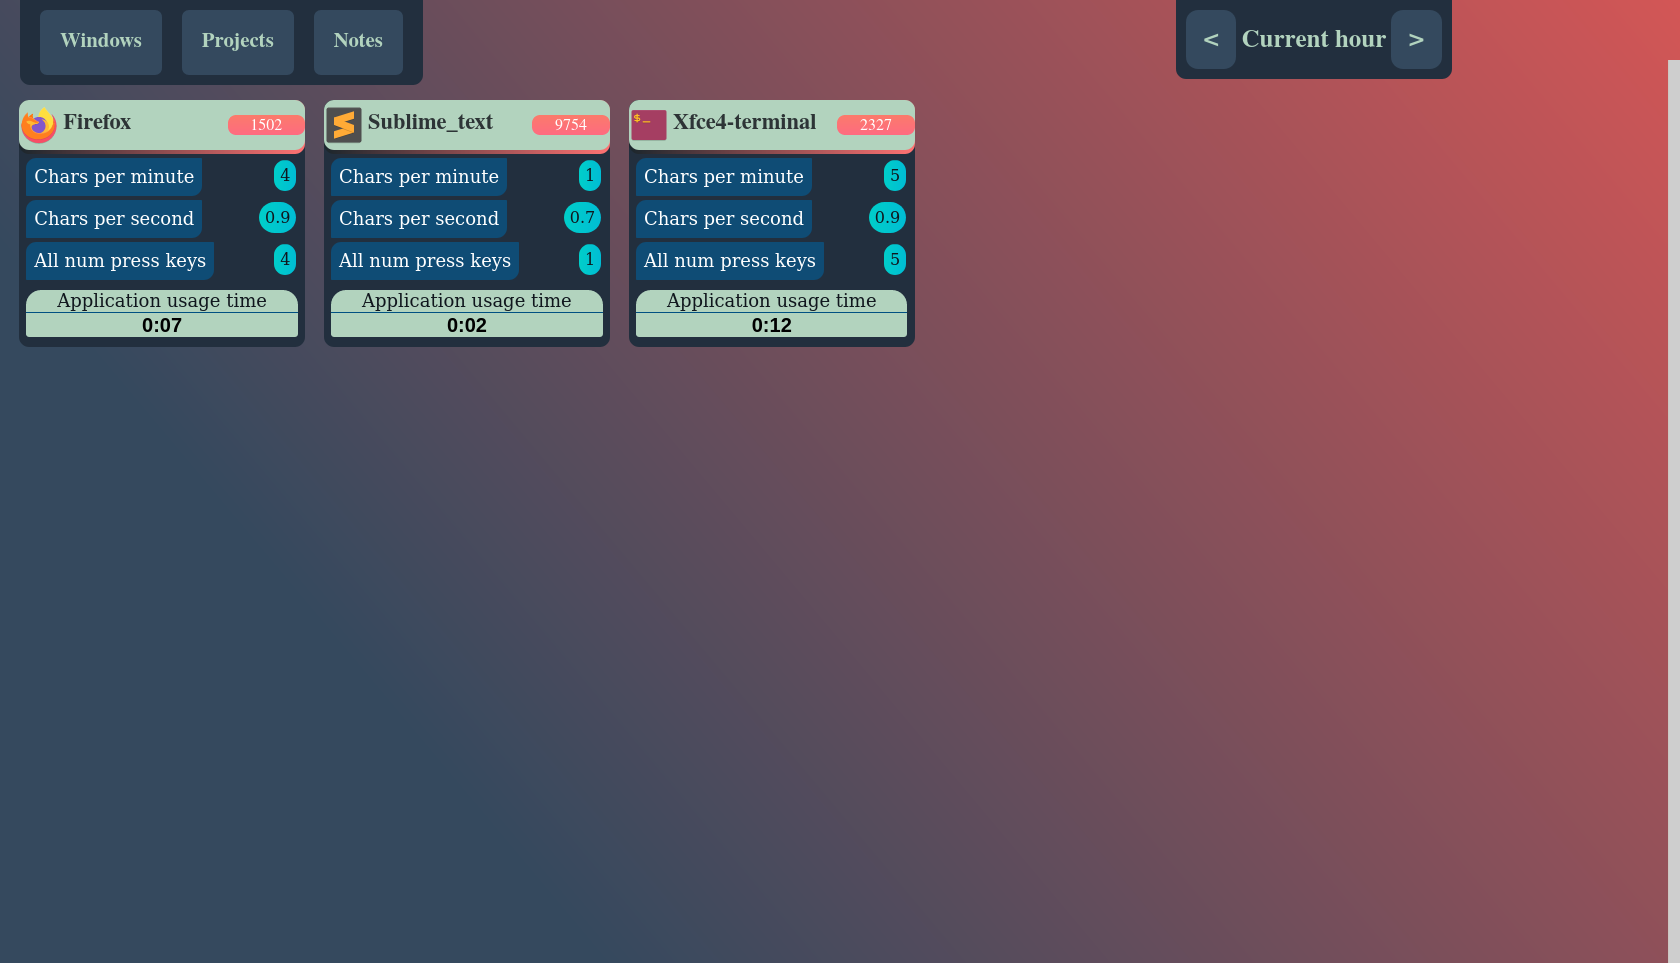 Windows Projects Notes
< Current hour >
Firefox 1502
Chars per minute 4
Chars per second 0.9
All num press keys 4
Application usage time
0:07
Sublime_text 9754
Chars per minute 1
Chars per second 0.7
All num press keys 1
Application usage time
0:02
$_ Xfce4-terminal 2327
Chars per minute 5
Chars per second 0.9
All num press keys 5
Application usage time
0:12